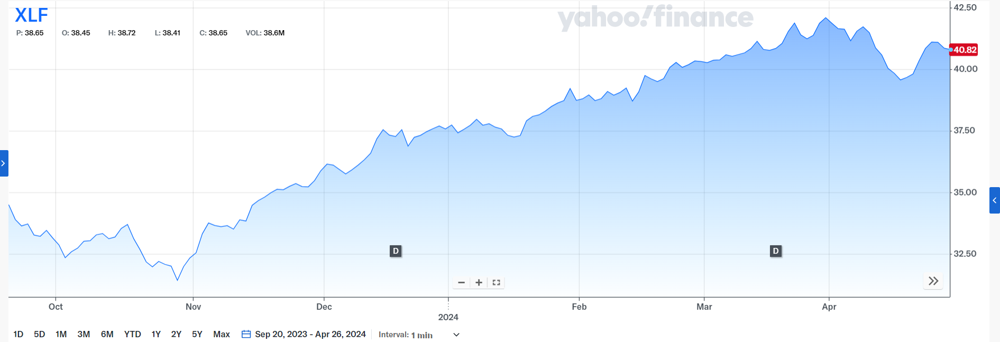 XLF
yahoo!finance
P: 38.65 O: 38.45 H: 38.72 L: 38.41 C: 38.65 VOL: 38.6M
42.50
40.82
40.00
37.50
35.00
32.50
D D
Oct Nov Dec Feb Mar Apr
2024
1D 5D 1M 3M 6M YTD 1Y 2Y 5Y Max Sep 20, 2023 - Apr 26, 2024 Interval: 1 min